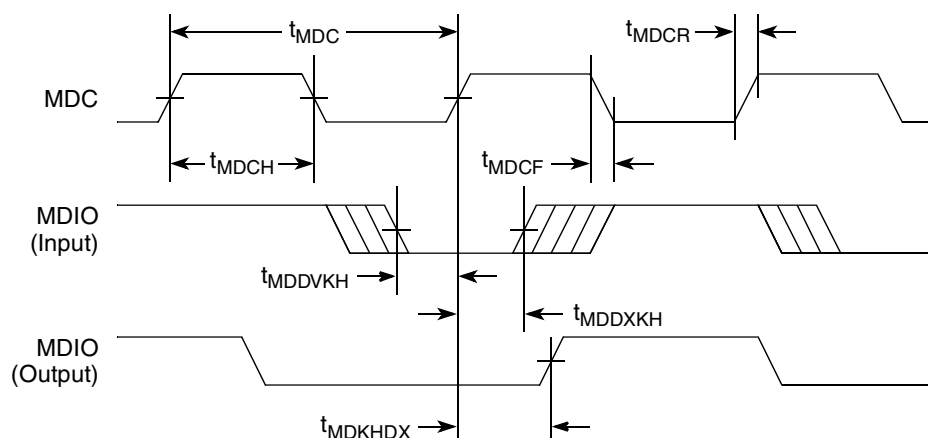 tMDC
tMDCR
MDC
tMDCH
tMDCF
MDIO
(Input)
tMDDVKH
tMDDXKH
MDIO
(Output)
tMDKHDX